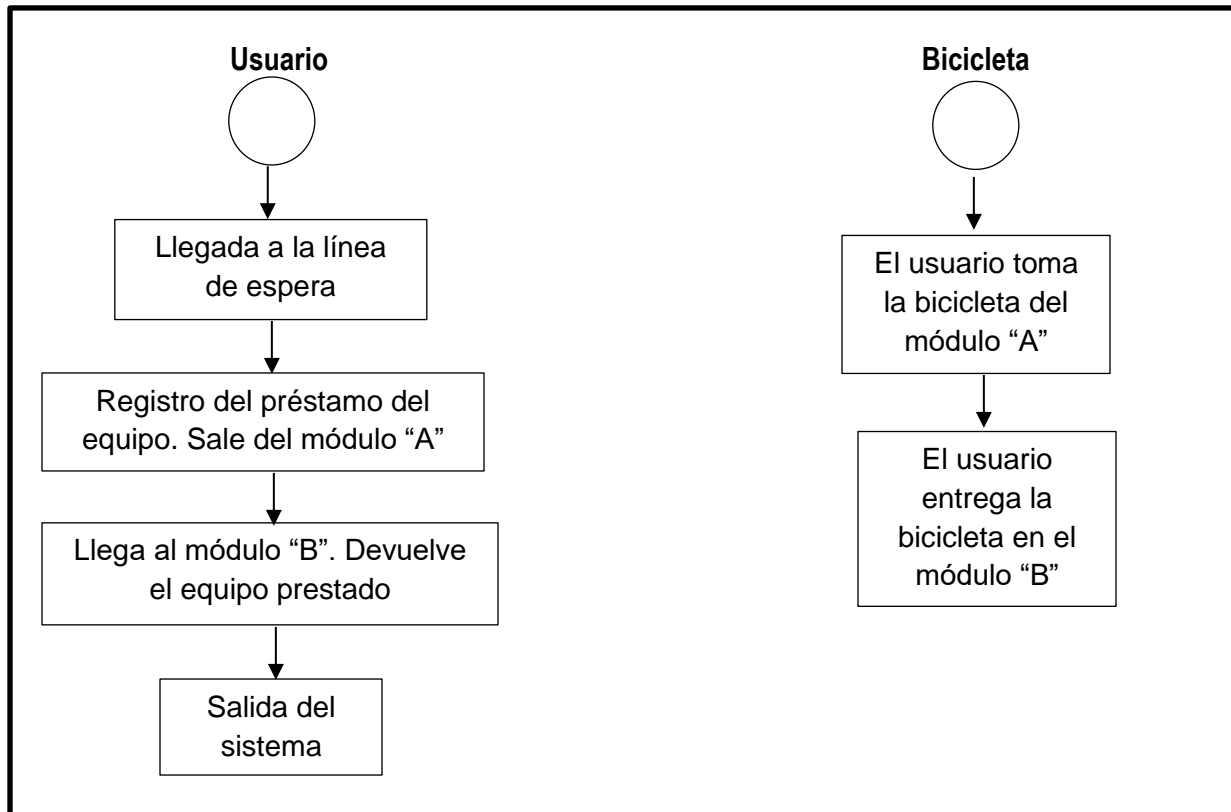 Usuario
Llegada a la línea
de espera
Registro del préstamo del
equipo. Sale del módulo “A”
Llega al módulo “B”. Devuelve
el equipo prestado
Salida del
sistema
Bicicleta
El usuario toma
la bicicleta del
módulo “A”
El usuario
entrega la
bicicleta en el
módulo “B”